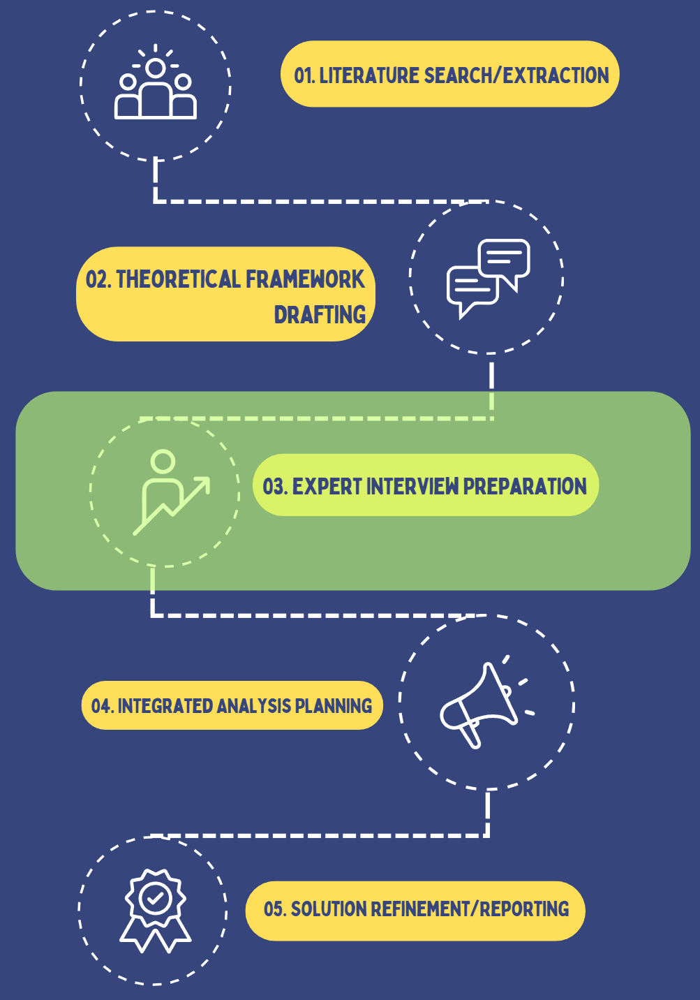 01. LITERATURE SEARCH/EXTRACTION
02. THEORETICAL FRAMEWORK
DRAFTING
03. EXPERT INTERVIEW PREPARATION
04. INTEGRATED ANALYSIS PLANNING
05. SOLUTION REFINEMENT/REPORTING